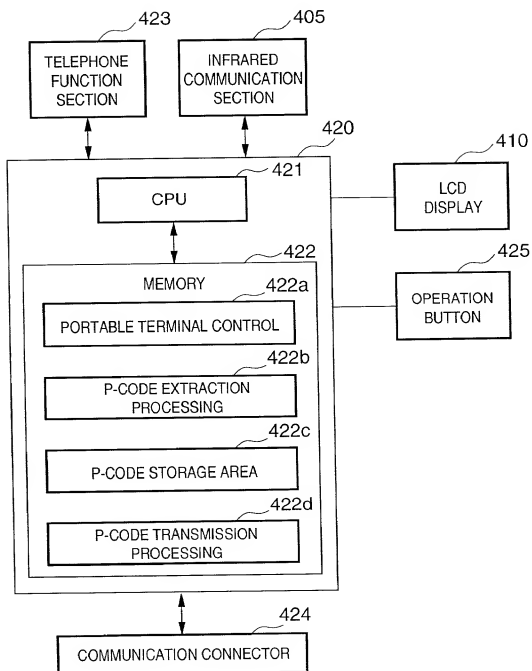 423
405
TELEPHONE
FUNCTION
SECTION
INFRARED
COMMUNICATION
SECTION
420
421
CPU
410
LCD
DISPLAY
422
MEMORY
422a
PORTABLE TERMINAL CONTROL
425
OPERATION
BUTTON
422b
P-CODE EXTRACTION
PROCESSING
422c
P-CODE STORAGE AREA
422d
P-CODE TRANSMISSION
PROCESSING
424
COMMUNICATION CONNECTOR